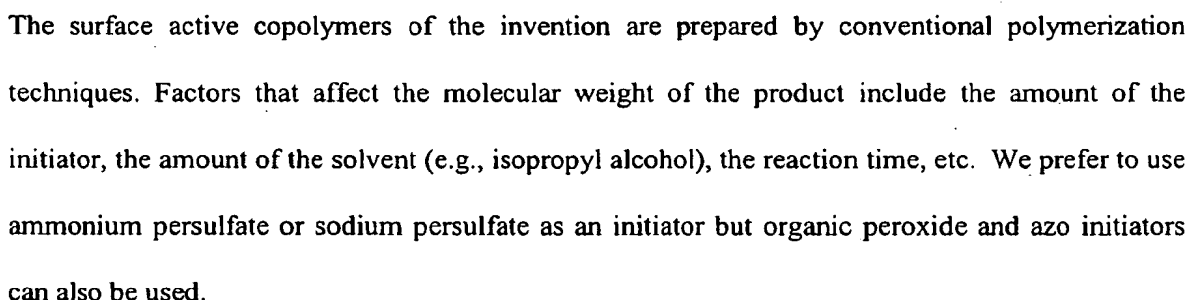 The surface active copolymers of the invention are prepared by conventional polymerization
techniques. Factors that affect the molecular weight of the product include the amount of the
initiator, the amount of the solvent (e.g., isopropyl alcohol), the reaction time, etc. We prefer to use
ammonium persulfate or sodium persulfate as an initiator but organic peroxide and azo initiators
can also be used.